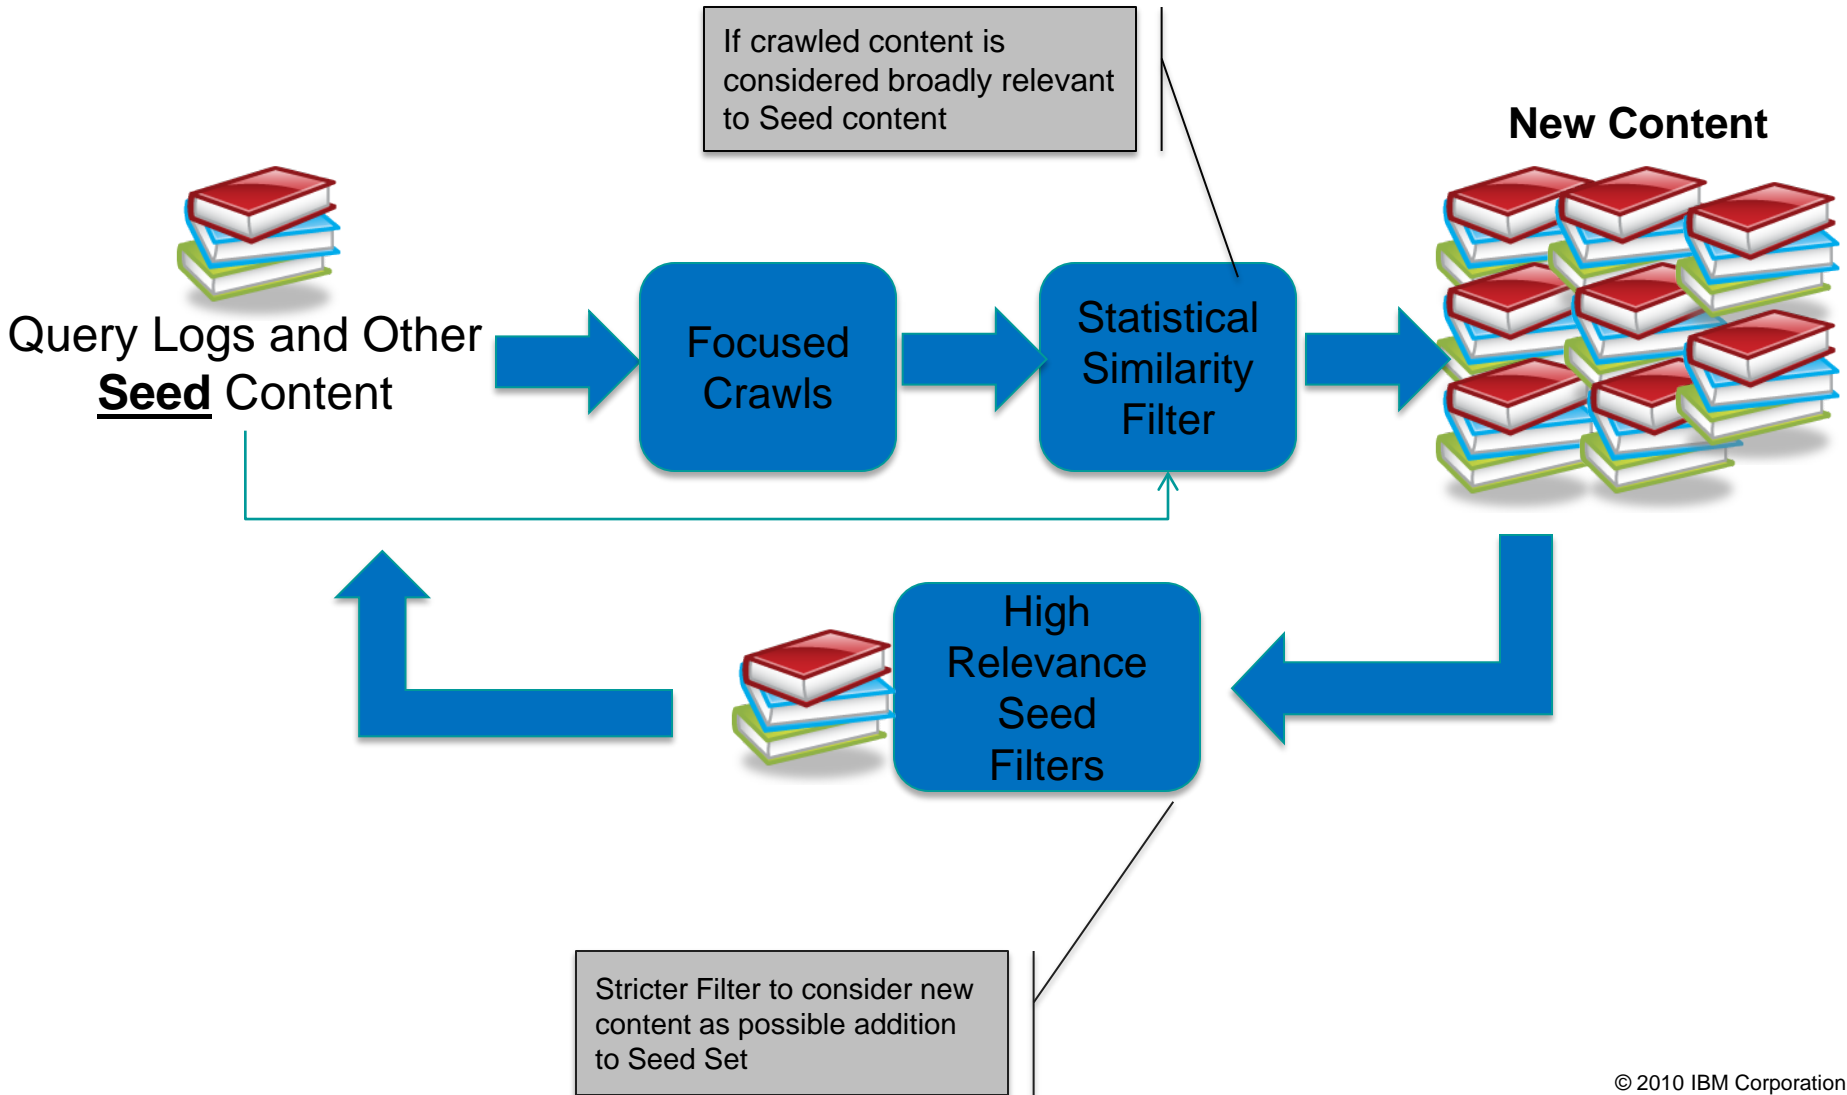 If crawled content is
considered broadly relevant
to Seed content
New Content
Query Logs and Other
Seed Content
Focused
Crawls
Statistical
Similarity
Filter
High
Relevance
Seed
Filters
Stricter Filter to consider new
content as possible addition
to Seed Set
© 2010 IBM Corporation